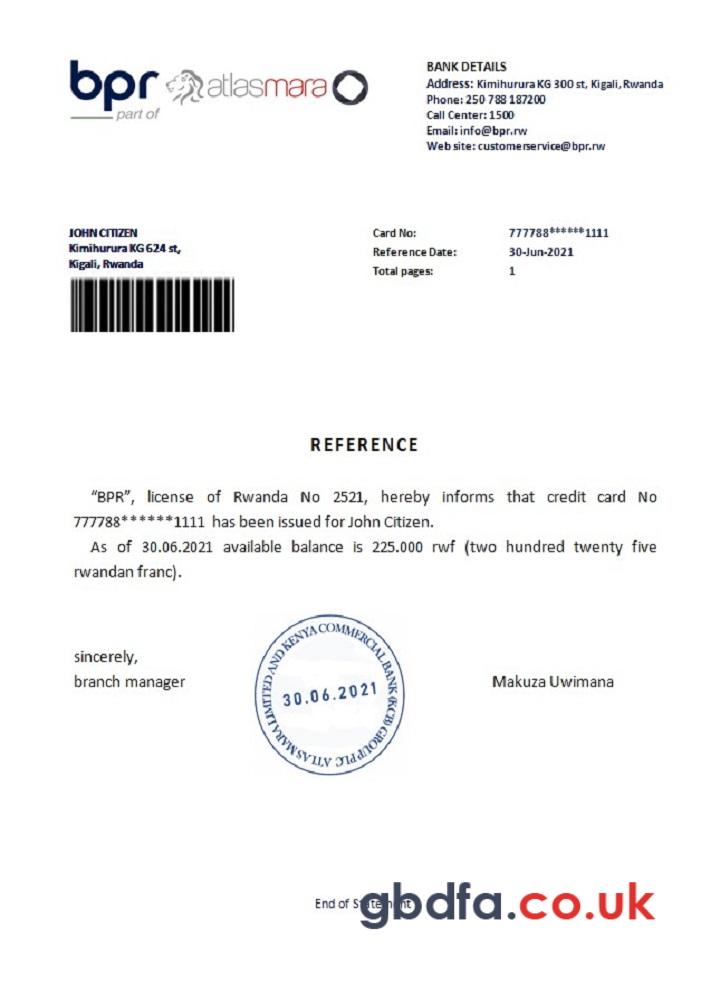 bpr atlasmara
part of
BANK DETAILS
Address: Kimihurura KG 300 st, Kigali, Rwanda
Phone: 250 788 187200
Call Center: 1500
Email: info@bpr.rw
Web site: customerservice@bpr.rw
JOHN CITIZEN
Kimihurura KG 624 st,
Kigali, Rwanda
Card No: 777788******1111
Reference Date: 30-Jun-2021
Total pages: 1
REFERENCE
“BPR”, license of Rwanda No 2521, hereby informs that credit card No
777788******1111 has been issued for John Citizen.
As of 30.06.2021 available balance is 225.000 rwf (two hundred twenty five
rwandan franc).
sincerely,
branch manager
ATLAS MARA LIMITED AND KENYA COMMERCIAL BANK (KCB) GROUP PLC
30.06.2021
Makuza Uwimana
End of Statement
gbdfa.co.uk